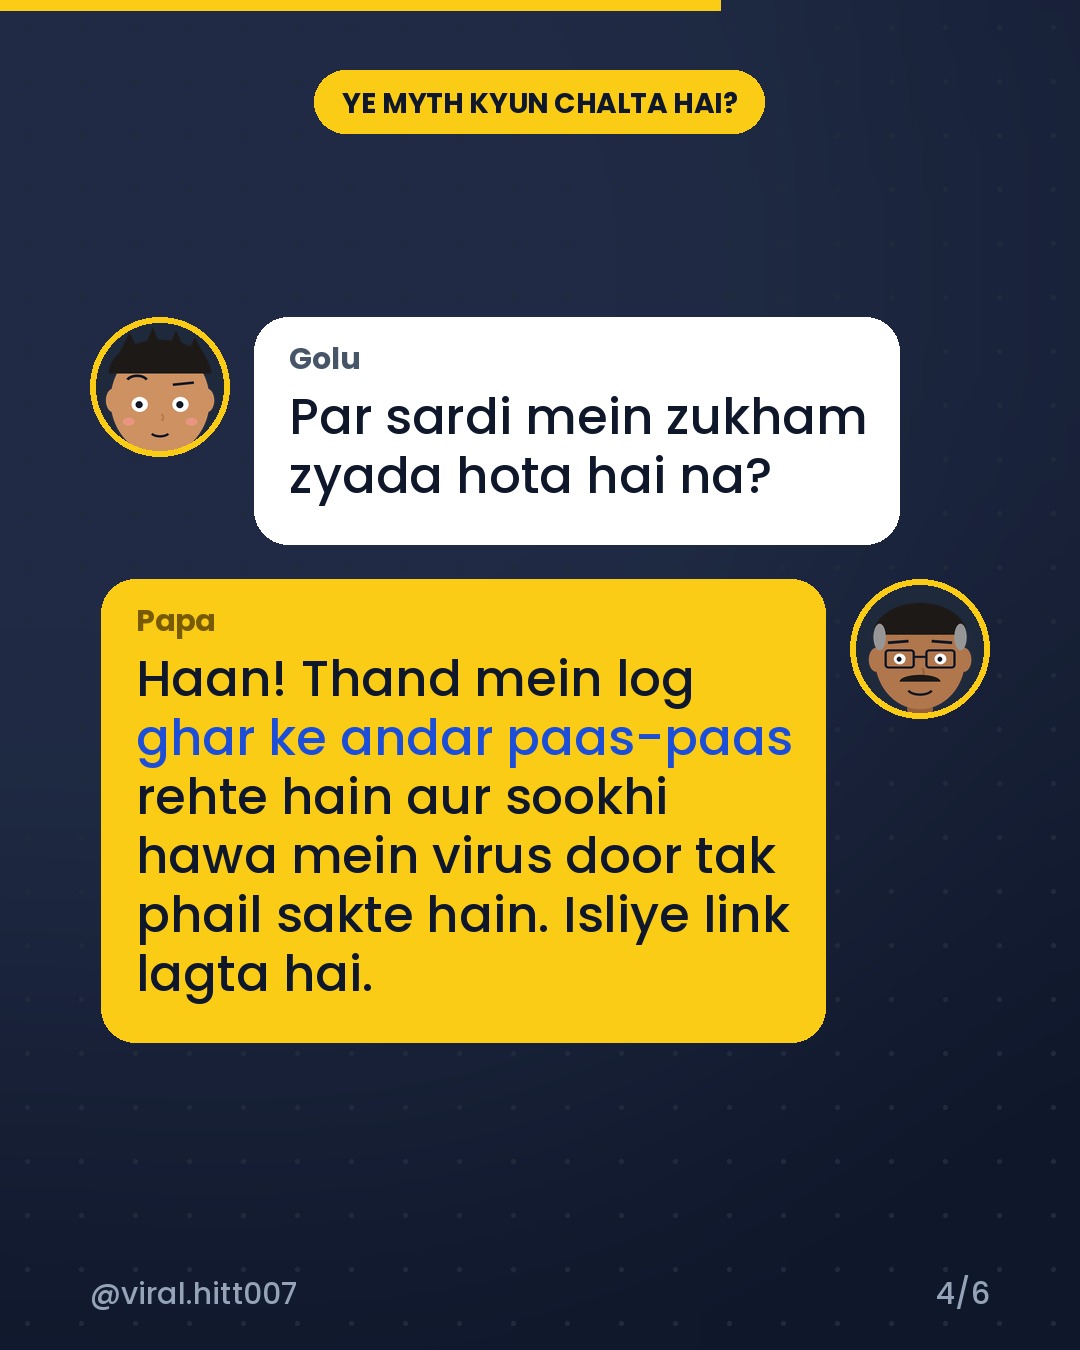 YE MYTH KYUN CHALTA HAI?
Golu
Par sardi mein zukham
zyada hota hai na?
Papa
Haan! Thand mein log
ghar ke andar paas-paas
rehte hain aur sookhi
hawa mein virus door tak
phail sakte hain. Isliye link
lagta hai.
@viral.hitt007
4/6